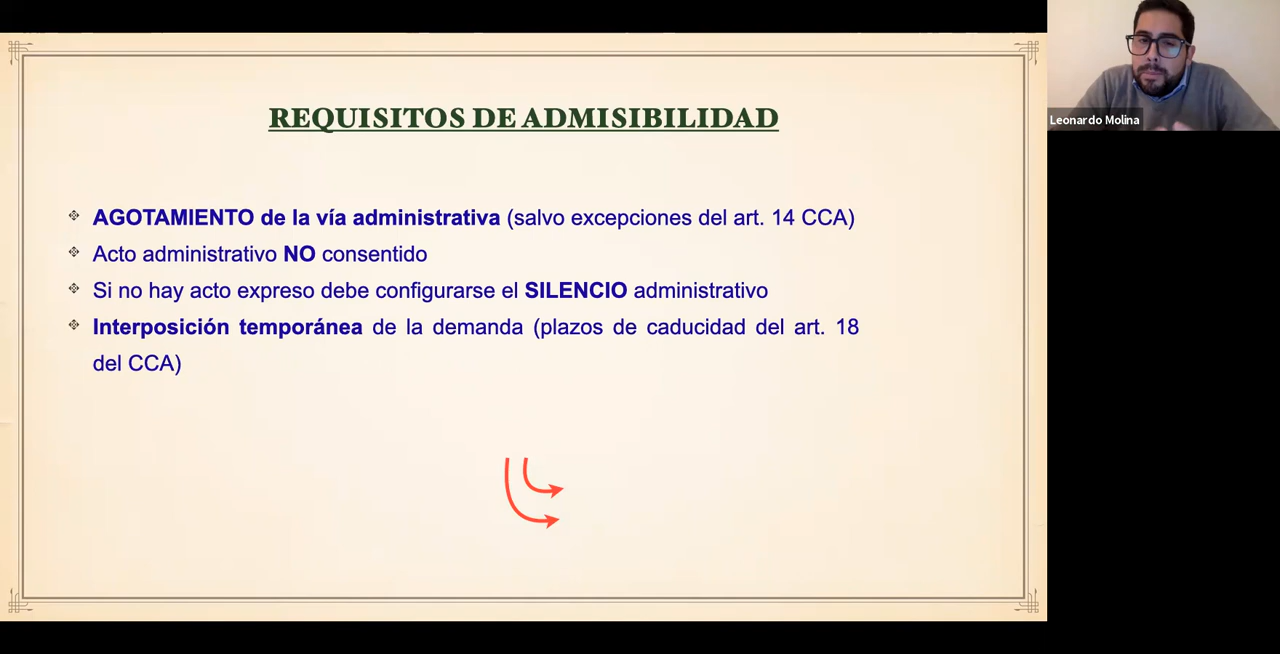 REQUISITOS DE ADMISIBILIDAD
AGOTAMIENTO de la vía administrativa (salvo excepciones del art. 14 CCA)
Acto administrativo NO consentido
Si no hay acto expreso debe configurarse el SILENCIO administrativo
Interposición temporánea de la demanda (plazos de caducidad del art. 18
del CCA)
Leonardo Molina